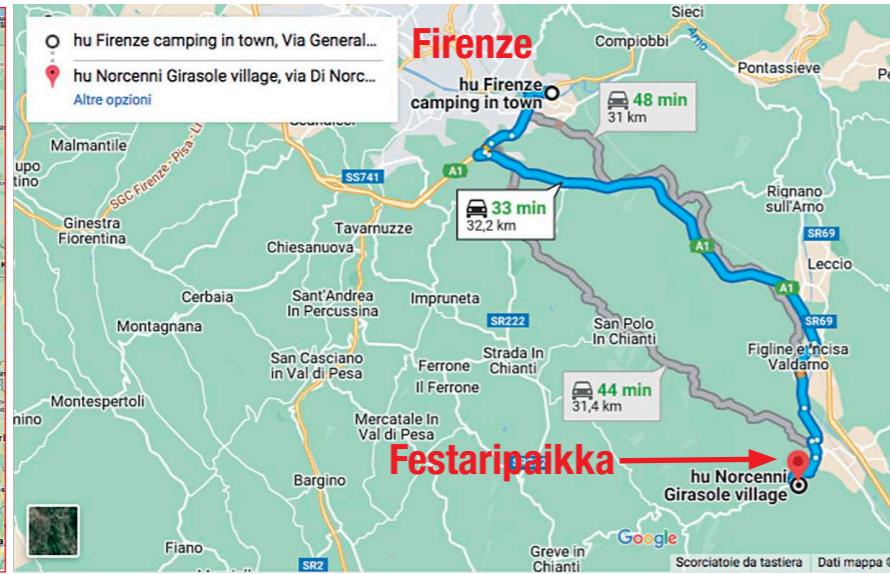 hu Firenze camping in town, Via General...
hu Norcenni Girasole village, via Di Norc...
Altre opzioni
Firenze
Sieci
Compiobbi
Arno
Pontassieve
hu Firenze
camping in town
48 min
31 km
Malmantile
SGC Firenze - Pisa - Li
SS741
A1
33 min
32,2 km
Rignano
sull'Arno
SR69
Ginestra
Fiorentina
Tavarnuzze
Chiesanuova
A1
Leccio
Cerbaia
Sant'Andrea
In Percussina
Impruneta
A1
SR222
SR69
Montagnana
San Polo
In Chianti
Figline e Incisa
Valdarno
San Casciano
in Val di Pesa
Strada In
Chianti
Ferrone
Il Ferrone
44 min
31,4 km
Montespertoli
Mercatale In
Val di Pesa
Festaripaikka
hu Norcenni
Girasole village
Bargino
Google
Fiano
SR2
Greve in
Chianti
Scorciatoie da tastiera
Dati mappa